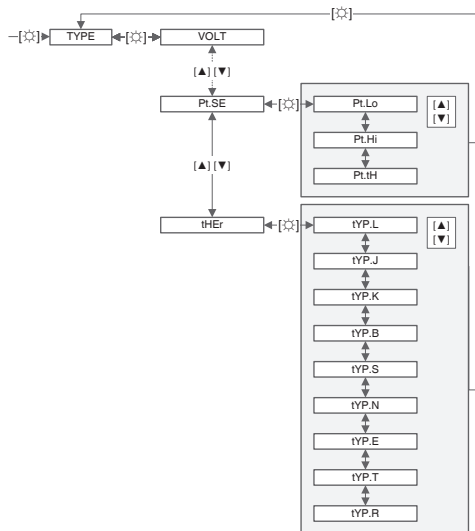 [☼]
[☼] TYPE [☼] VOLT
[▲] [▼]
Pt.SE [☼] Pt.Lo [▲]
[▼]
Pt.Hi
[▲] [▼]
Pt.tH
tHEr [☼] tYP.L [▲]
[▼]
tYP.J
tYP.K
tYP.B
tYP.S
tYP.N
tYP.E
tYP.T
tYP.R